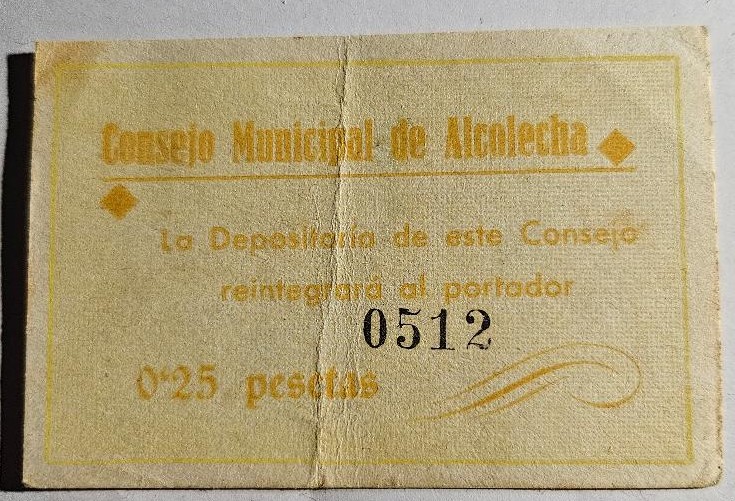 Consejo Municipal de Alcolecha
La Depositaría de este Consejo
reintegrará al portador
0512
0'25 pesetas